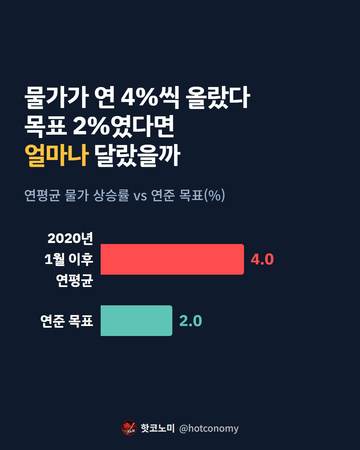 물가가 연 4%씩 올랐다
목표 2%였다면
얼마나 달랐을까
연평균 물가 상승률 vs 연준 목표(%)
2020년
1월 이후
연평균
4.0
연준 목표
2.0
핫코노미 @hotconomy